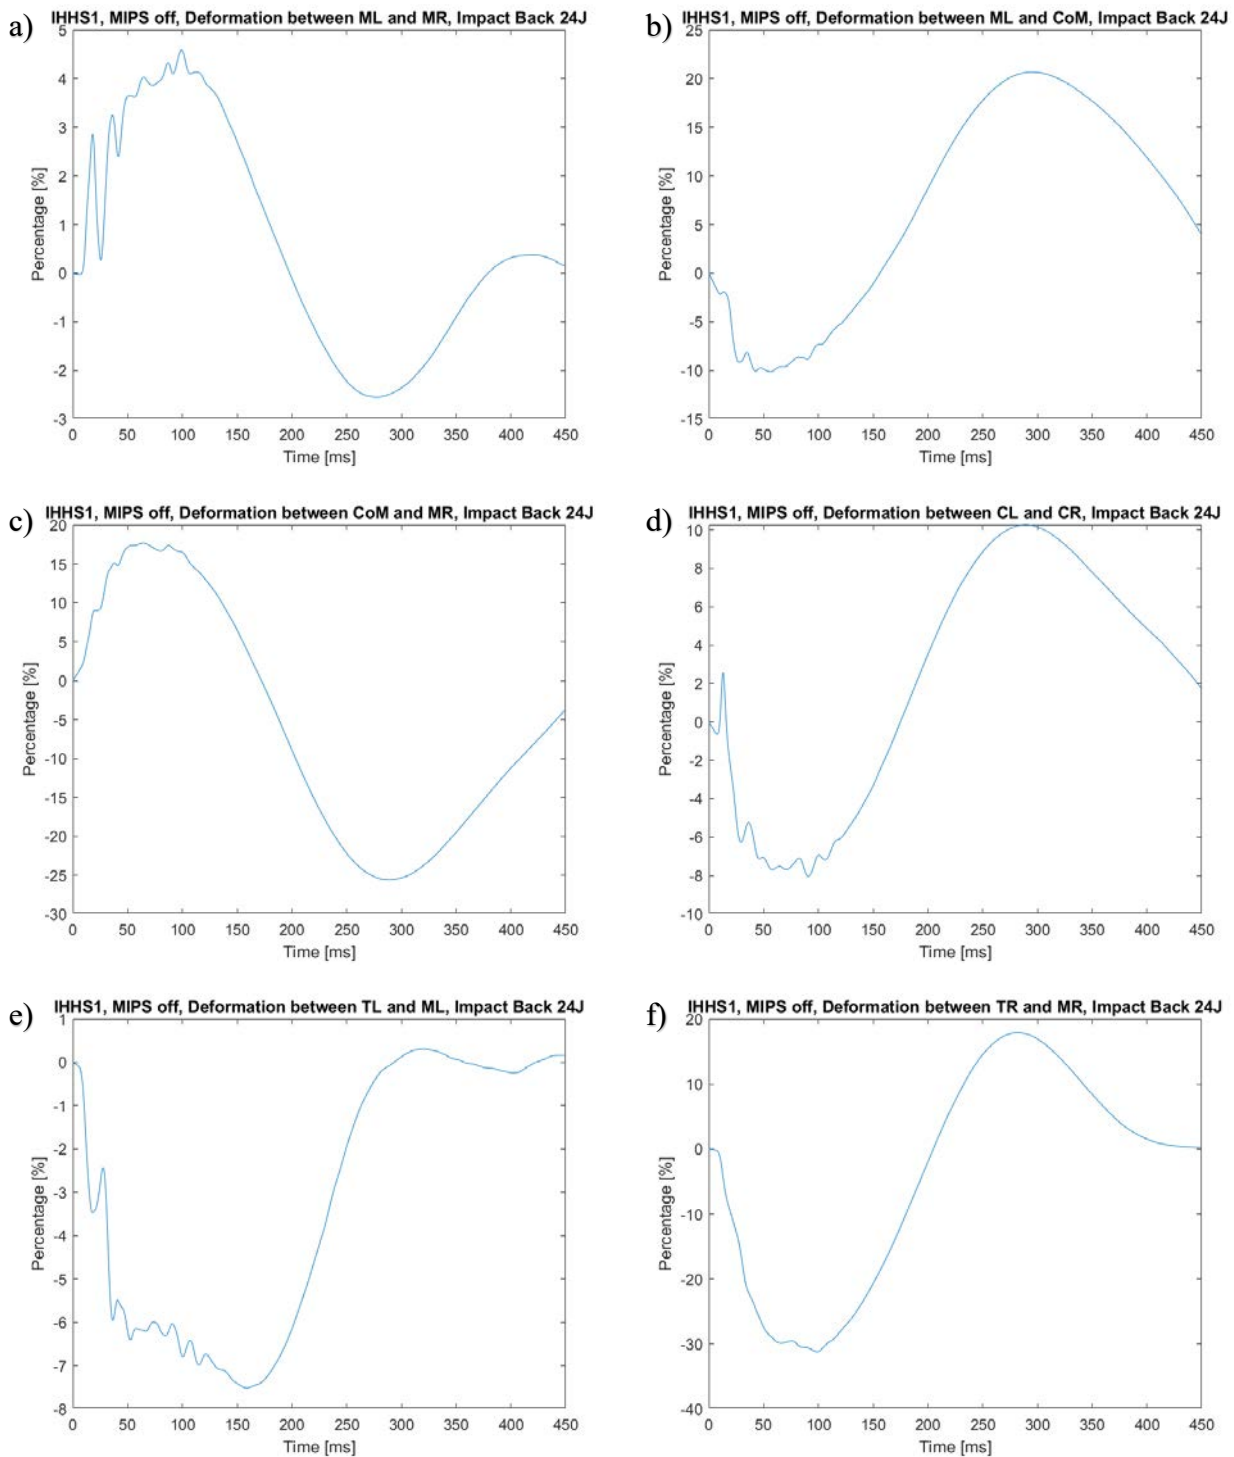 a)
IHHS1, MIPS off, Deformation between ML and MR, Impact Back 24J
5
4
3
2
1
0
-1
-2
-3
Percentage [%]
0 50 100 150 200 250 300 350 400 450
Time [ms]
b)
IHHS1, MIPS off, Deformation between ML and CoM, Impact Back 24J
25
20
15
10
5
0
-5
-10
-15
Percentage [%]
0 50 100 150 200 250 300 350 400 450
Time [ms]
c)
IHHS1, MIPS off, Deformation between CoM and MR, Impact Back 24J
20
15
10
5
0
-5
-10
-15
-20
-25
-30
Percentage [%]
0 50 100 150 200 250 300 350 400 450
Time [ms]
d)
IHHS1, MIPS off, Deformation between CL and CR, Impact Back 24J
10
8
6
4
2
0
-2
-4
-6
-8
-10
Percentage [%]
0 50 100 150 200 250 300 350 400 450
Time [ms]
e)
IHHS1, MIPS off, Deformation between TL and ML, Impact Back 24J
1
0
-1
-2
-3
-4
-5
-6
-7
-8
Percentage [%]
0 50 100 150 200 250 300 350 400 450
Time [ms]
f)
IHHS1, MIPS off, Deformation between TR and MR, Impact Back 24J
20
10
0
-10
-20
-30
-40
Percentage [%]
0 50 100 150 200 250 300 350 400 450
Time [ms]